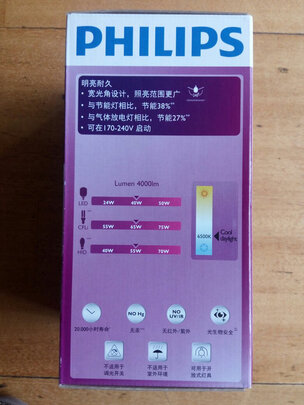 PHILIPS
明亮耐久
• 宽光角设计，照亮范围更广
• 与节能灯相比，节能38%
• 与气体放电灯相比，节能27%
• 可在170-240V 启动
Lumen 4000lm
LED 24W 40W 50W
CFLi 55W 65W 75W
HID 40W 55W 70W
6500K
Cool daylight
NO Hg
NO UV/IR
20.000小时寿命
无汞
无红外/紫外
光生物安全
不适用于调光开关
不适用于室外环境
可用于开放式灯具